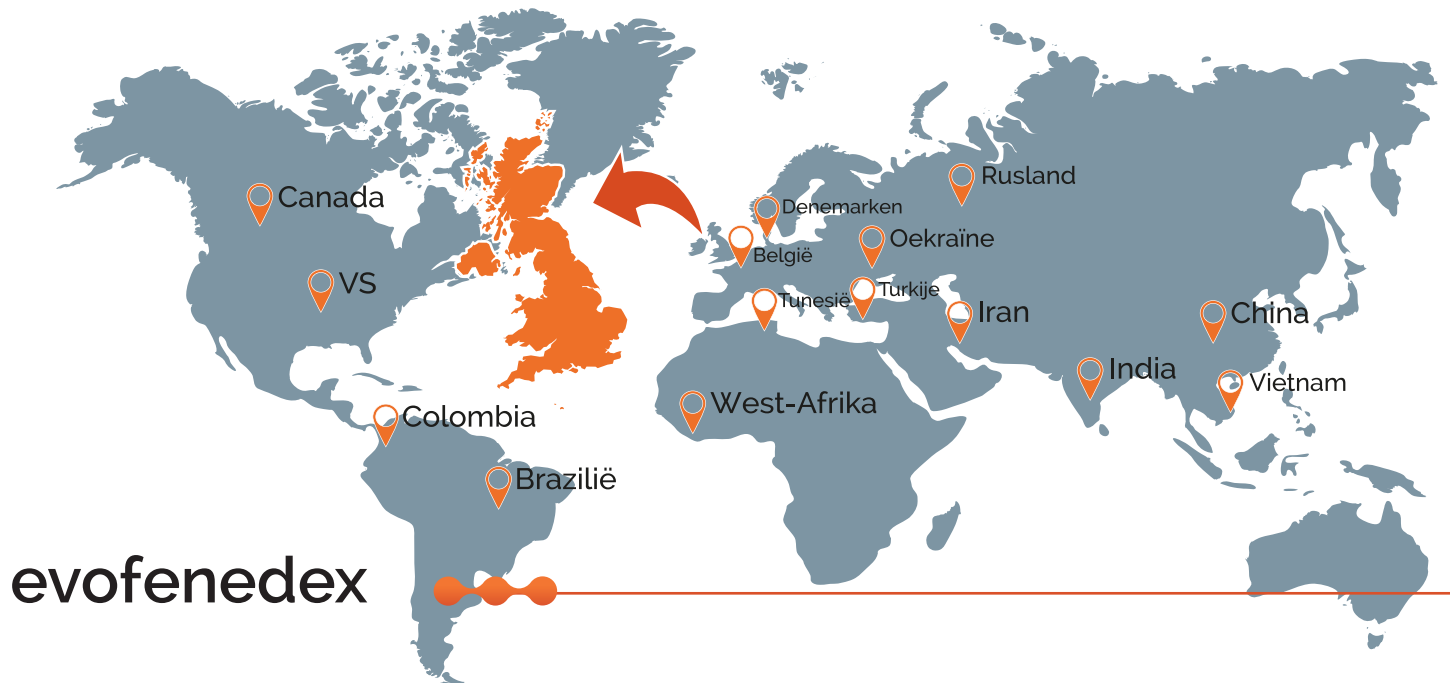 Rusland
Canada
Denemarken
Oekraïne
België
VS
Turkije
Tunesië
Iran
China
India
Vietnam
West-Afrika
Colombia
Brazilië
evofenedex